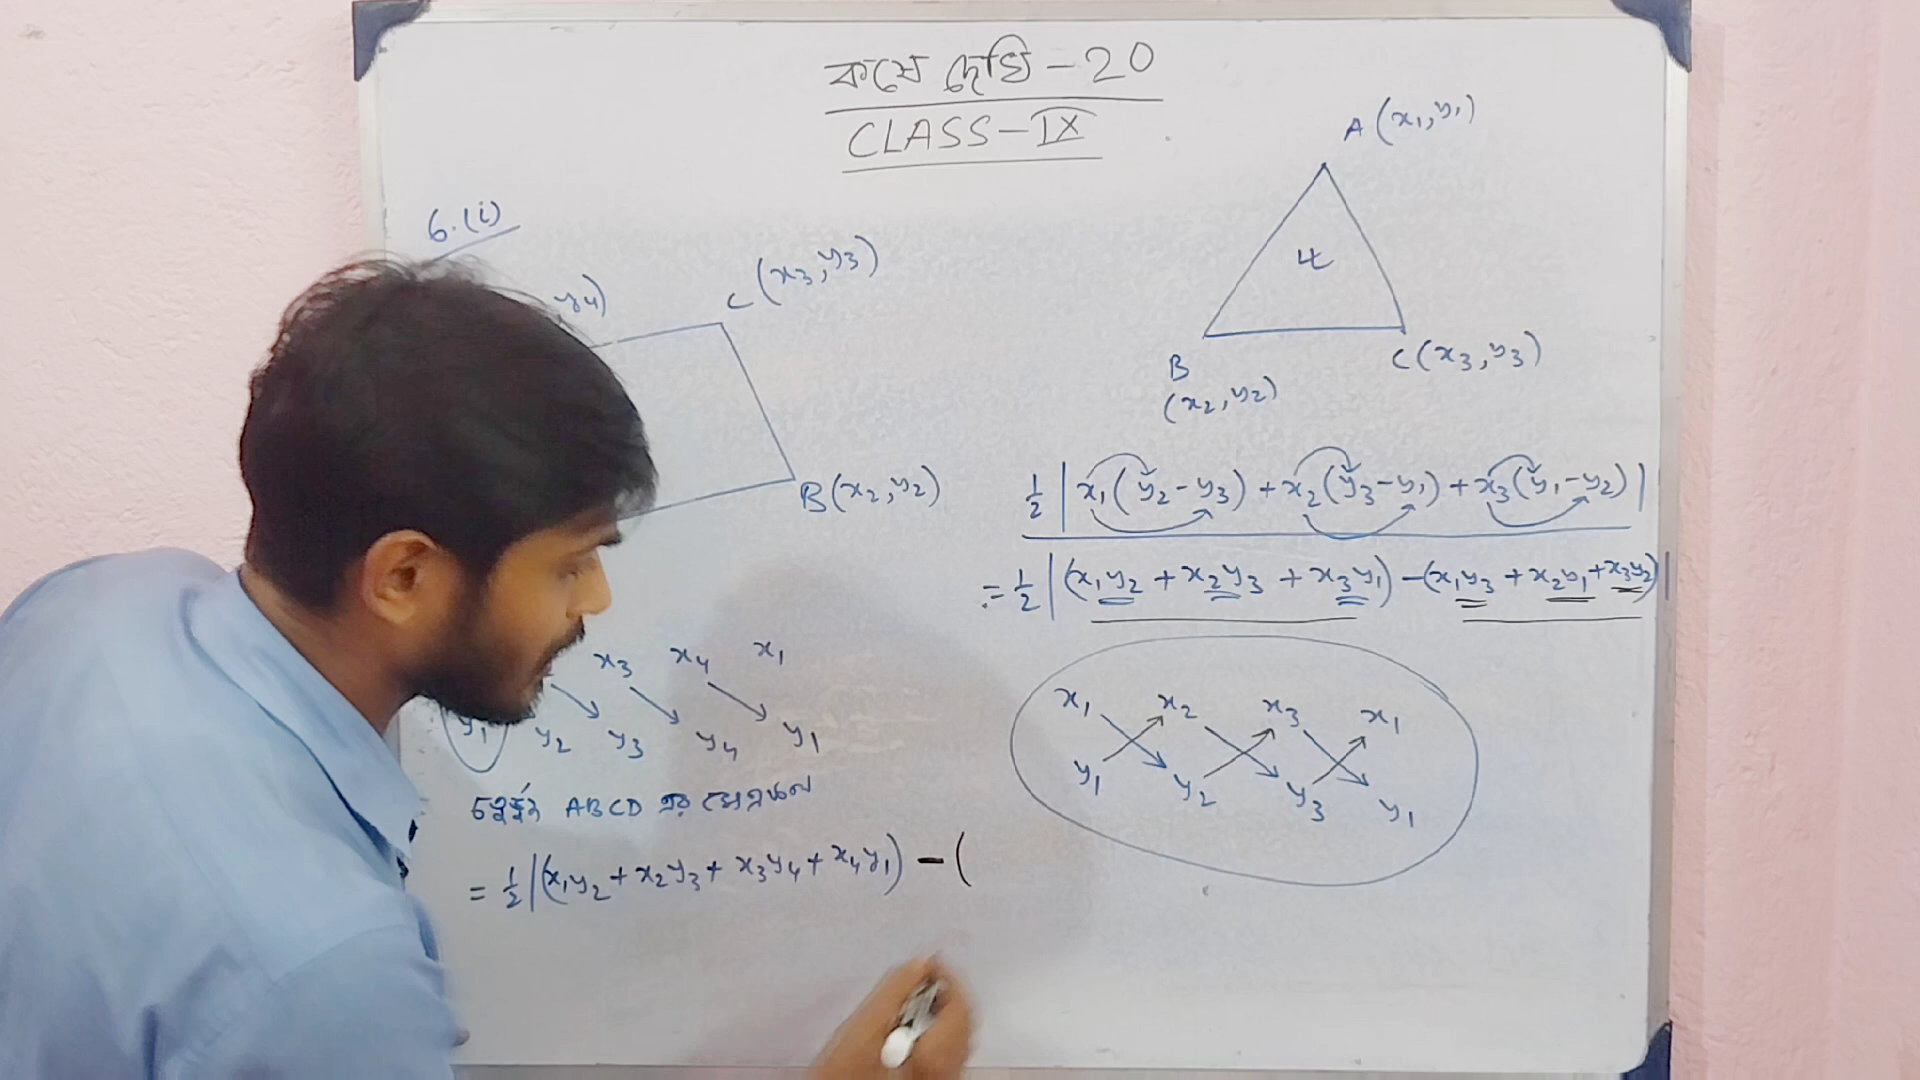 কষে দেখি - 20
CLASS - IX
6. (i)
y4)
C (x3, y3)
B (x2, y2)
A (x1, y1)
B
(x2, y2)
C (x3, y3)
1/2 | x1 (y2 - y3) + x2 (y3 - y1) + x3 (y1 - y2) |
= 1/2 | (x1y2 + x2y3 + x3y1) - (x1y3 + x2y1 + x3y2)
x3 x4 x1
y1 y2 y3 y4 y1
x1 x2 x3 x1
y1 y2 y3 y1
চতুর্ভুজ ABCD এর ক্ষেত্রফল
= 1/2 | (x1y2 + x2y3 + x3y4 + x4y1) - (